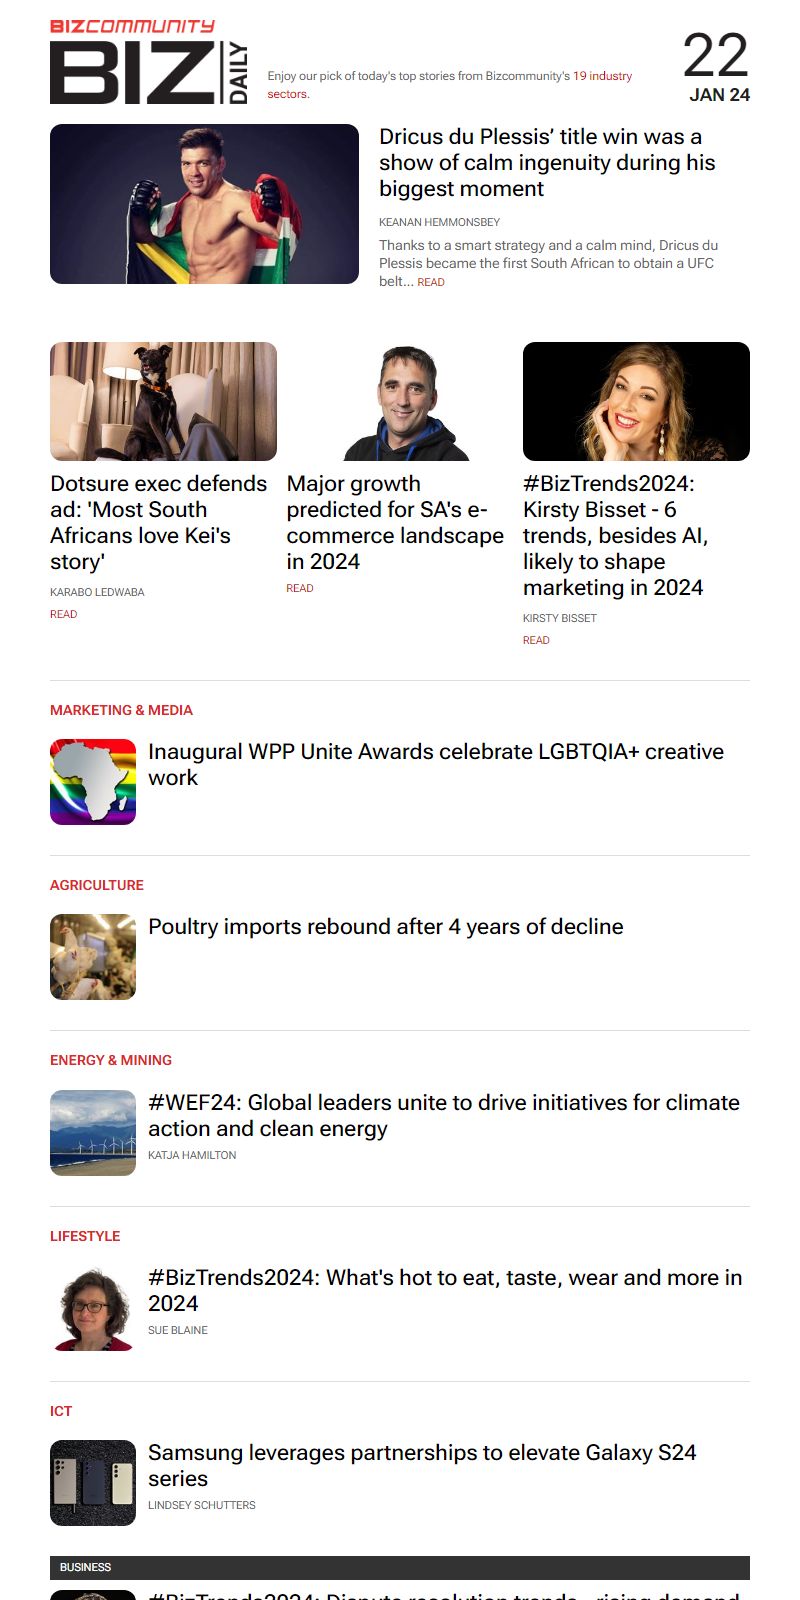 BIZCOMMUNITY
BIZ DAILY
Enjoy our pick of today's top stories from Bizcommunity's 19 industry
sectors.
22
JAN 24
Dricus du Plessis’ title win was a
show of calm ingenuity during his
biggest moment
KEANAN HEMMONSBEY
Thanks to a smart strategy and a calm mind, Dricus du
Plessis became the first South African to obtain a UFC
belt... READ
Dotsure exec defends
ad: 'Most South
Africans love Kei's
story'
KARABO LEDWABA
READ
Major growth
predicted for SA's e-
commerce landscape
in 2024
READ
#BizTrends2024:
Kirsty Bisset - 6
trends, besides AI,
likely to shape
marketing in 2024
KIRSTY BISSET
READ
MARKETING & MEDIA
Inaugural WPP Unite Awards celebrate LGBTQIA+ creative
work
AGRICULTURE
Poultry imports rebound after 4 years of decline
ENERGY & MINING
#WEF24: Global leaders unite to drive initiatives for climate
action and clean energy
KATJA HAMILTON
LIFESTYLE
#BizTrends2024: What's hot to eat, taste, wear and more in
2024
SUE BLAINE
ICT
Samsung leverages partnerships to elevate Galaxy S24
series
LINDSEY SCHUTTERS
BUSINESS
#BizTrends2024: Dispute resolution trends - rising demand